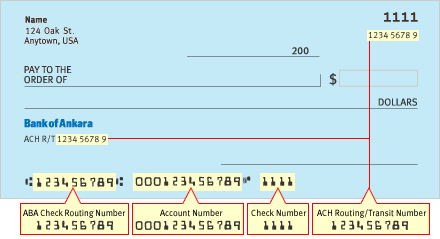 Name
1111
124 Oak St.
1234 5678 9
Anytown, USA
200
PAY TO THE
ORDER OF
$
DOLLARS
Bank of Ankara
ACH R/T 1234 5678 9
⑆123456789⑆ 000123456789⑈ 1111
ABA Check Routing Number
123456789
Account Number
000123456789
Check Number
1111
ACH Routing/Transit Number
123456789